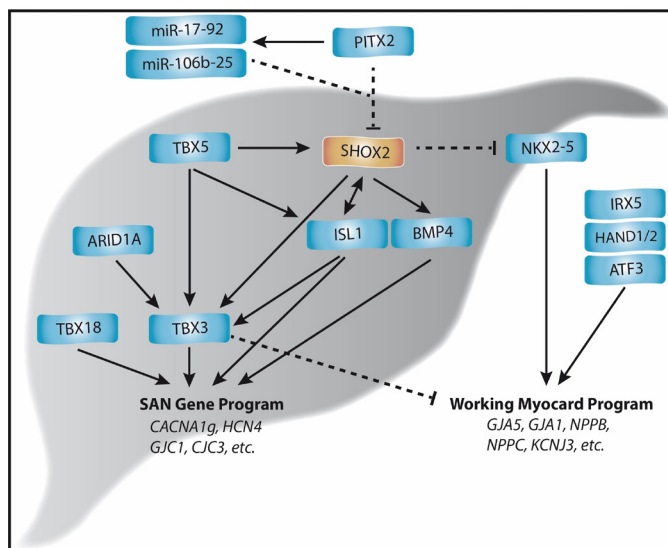 miR-17-92
PITX2
miR-106b-25
TBX5
SHOX2
NKX2-5
IRX5
ARID1A
ISL1
BMP4
HAND1/2
ATF3
TBX18
TBX3
SAN Gene Program
CACNA1g, HCN4
GJC1, CJC3, etc.
Working Myocard Program
GJA5, GJA1, NPPB,
NPPC, KCNJ3, etc.